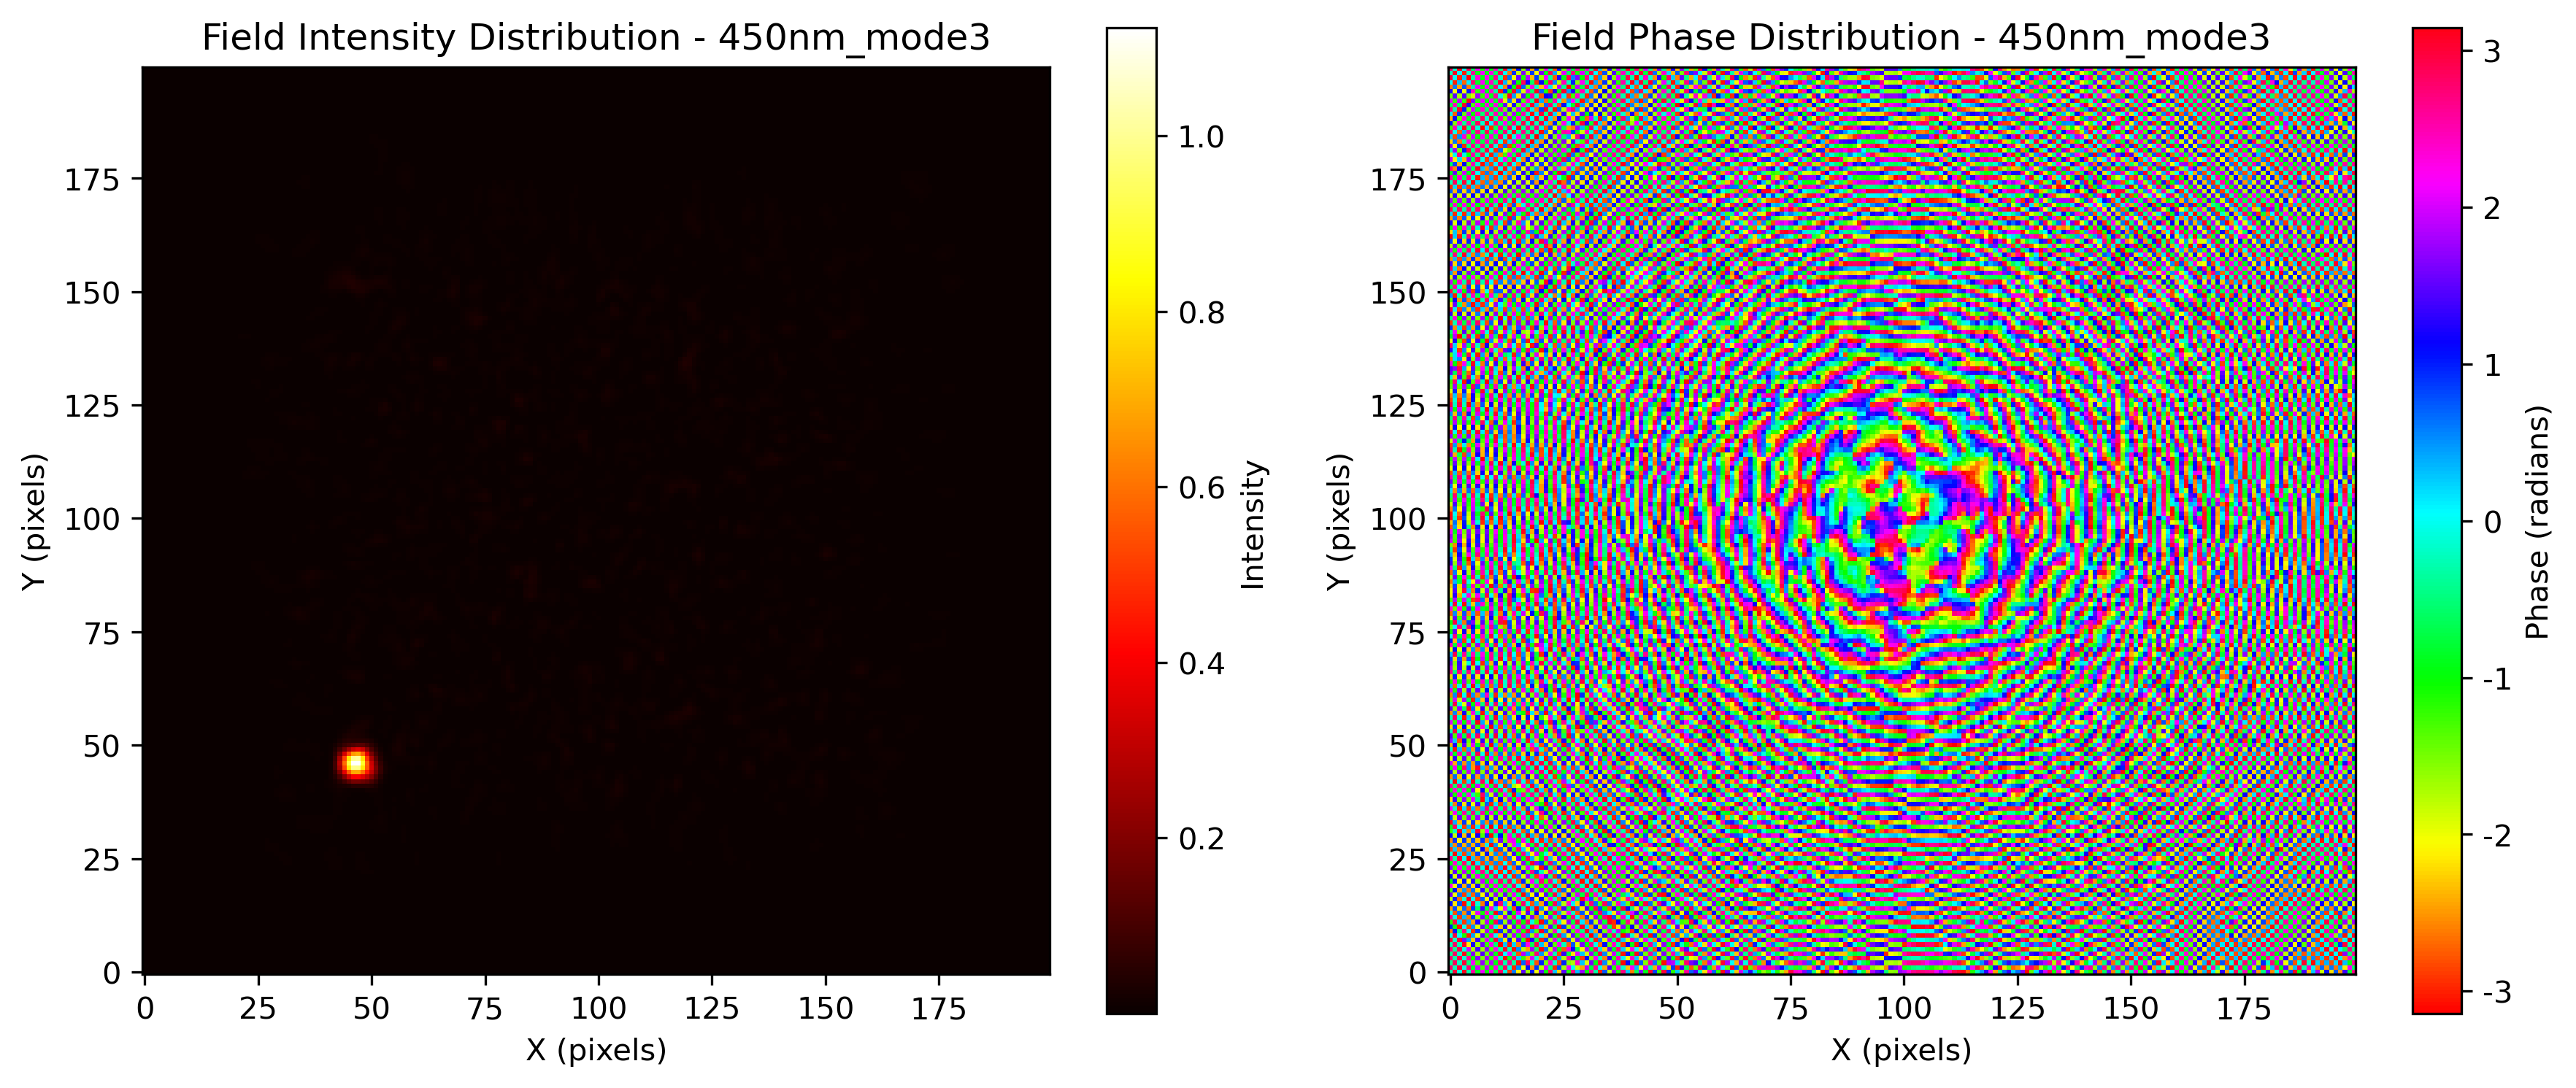 Field Intensity Distribution - 450nm_mode3
Y (pixels)
175
150
125
100
75
50
25
0
0 25 50 75 100 125 150 175
X (pixels)
1.0
0.8
0.6
0.4
0.2
Intensity
Field Phase Distribution - 450nm_mode3
Y (pixels)
175
150
125
100
75
50
25
0
0 25 50 75 100 125 150 175
X (pixels)
3
2
1
0
-1
-2
-3
Phase (radians)